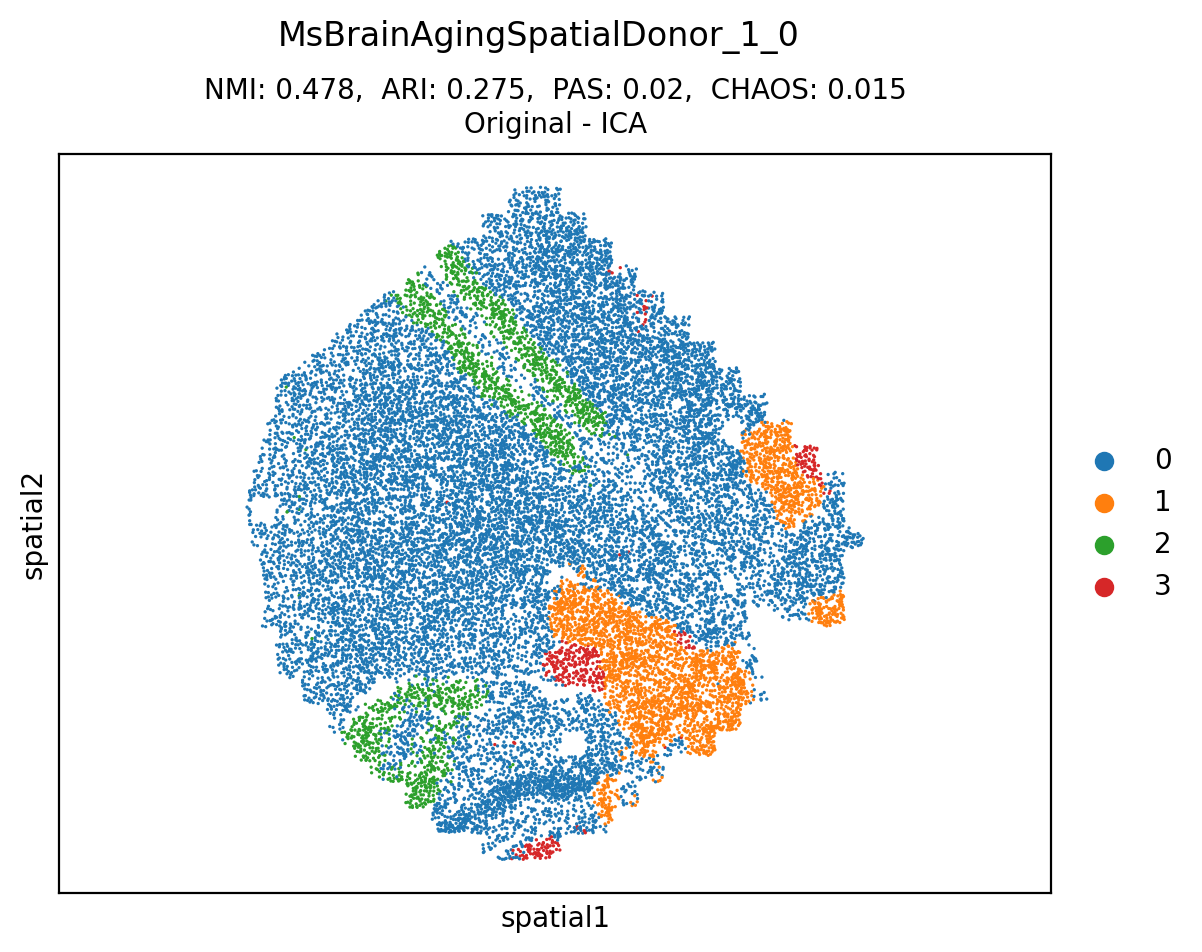 MsBrainAgingSpatialDonor_1_0
NMI: 0.478,  ARI: 0.275,  PAS: 0.02,  CHAOS: 0.015
Original - ICA
spatial2
0
1
2
3
spatial1